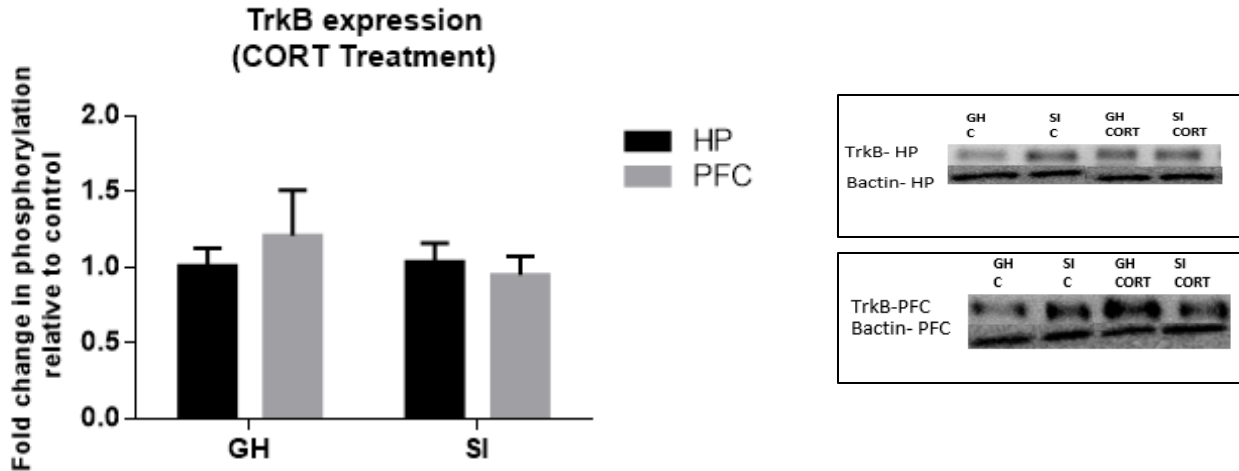 TrkB expression
(CORT Treatment)
Fold change in phosphorylation
relative to control
2.0
1.5
1.0
0.5
0.0
GH
SI
HP
PFC
GH SI GH SI
C C CORT CORT
TrkB- HP
Bactin- HP
GH SI GH SI
C C CORT CORT
TrkB-PFC
Bactin- PFC